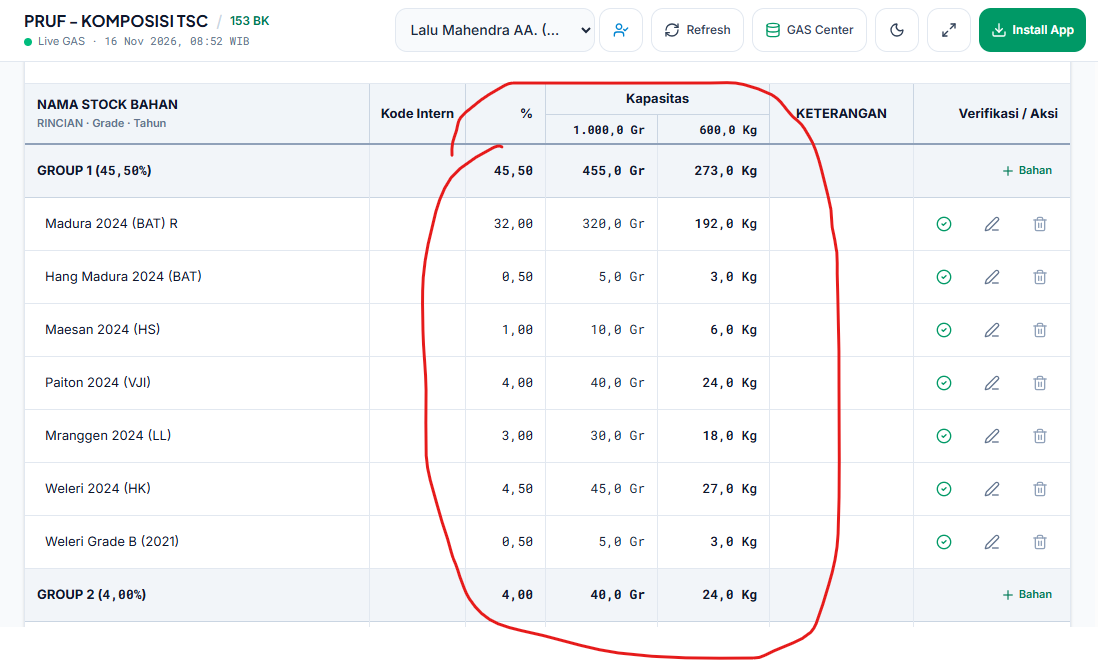 PRUF – KOMPOSISI TSC / 153 BK
Live GAS · 16 Nov 2026, 08:52 WIB
Lalu Mahendra AA. (...
Refresh
GAS Center
Install App
NAMA STOCK BAHAN
RINCIAN · Grade · Tahun
Kode Intern
%
Kapasitas
1.000,0 Gr
600,0 Kg
KETERANGAN
Verifikasi / Aksi
GROUP 1 (45,50%) 45,50 455,0 Gr 273,0 Kg + Bahan
Madura 2024 (BAT) R 32,00 320,0 Gr 192,0 Kg
Hang Madura 2024 (BAT) 0,50 5,0 Gr 3,0 Kg
Maesan 2024 (HS) 1,00 10,0 Gr 6,0 Kg
Paiton 2024 (VJI) 4,00 40,0 Gr 24,0 Kg
Mranggen 2024 (LL) 3,00 30,0 Gr 18,0 Kg
Weleri 2024 (HK) 4,50 45,0 Gr 27,0 Kg
Weleri Grade B (2021) 0,50 5,0 Gr 3,0 Kg
GROUP 2 (4,00%) 4,00 40,0 Gr 24,0 Kg + Bahan